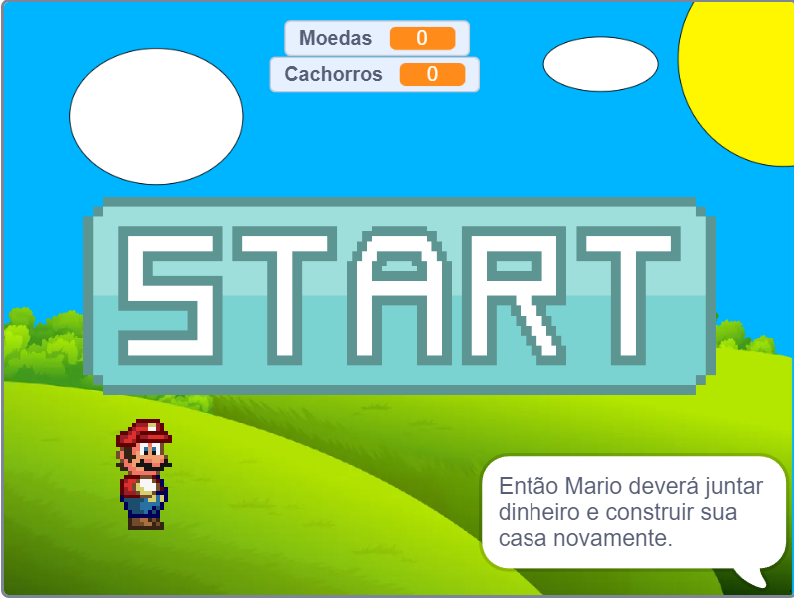 Moedas 0
Cachorros 0
START
Então Mario deverá juntar
dinheiro e construir sua
casa novamente.